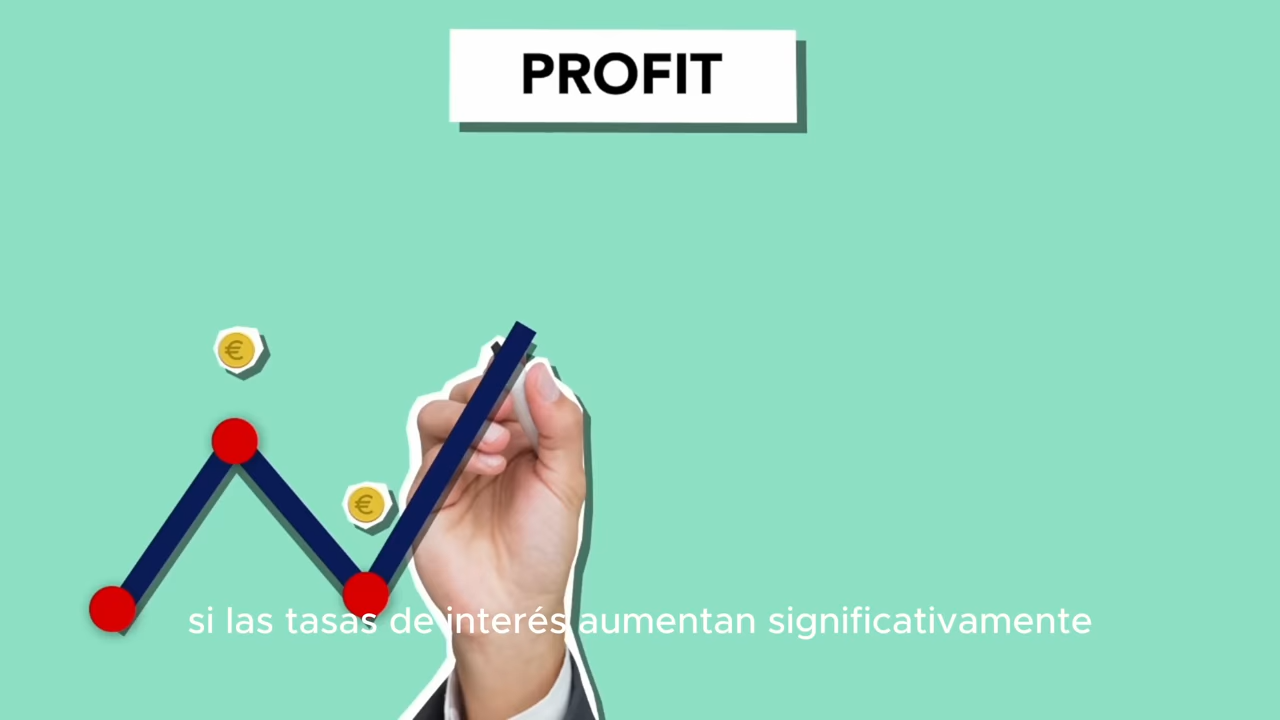 PROFIT
€
€
si las tasas de interés aumentan significativamente